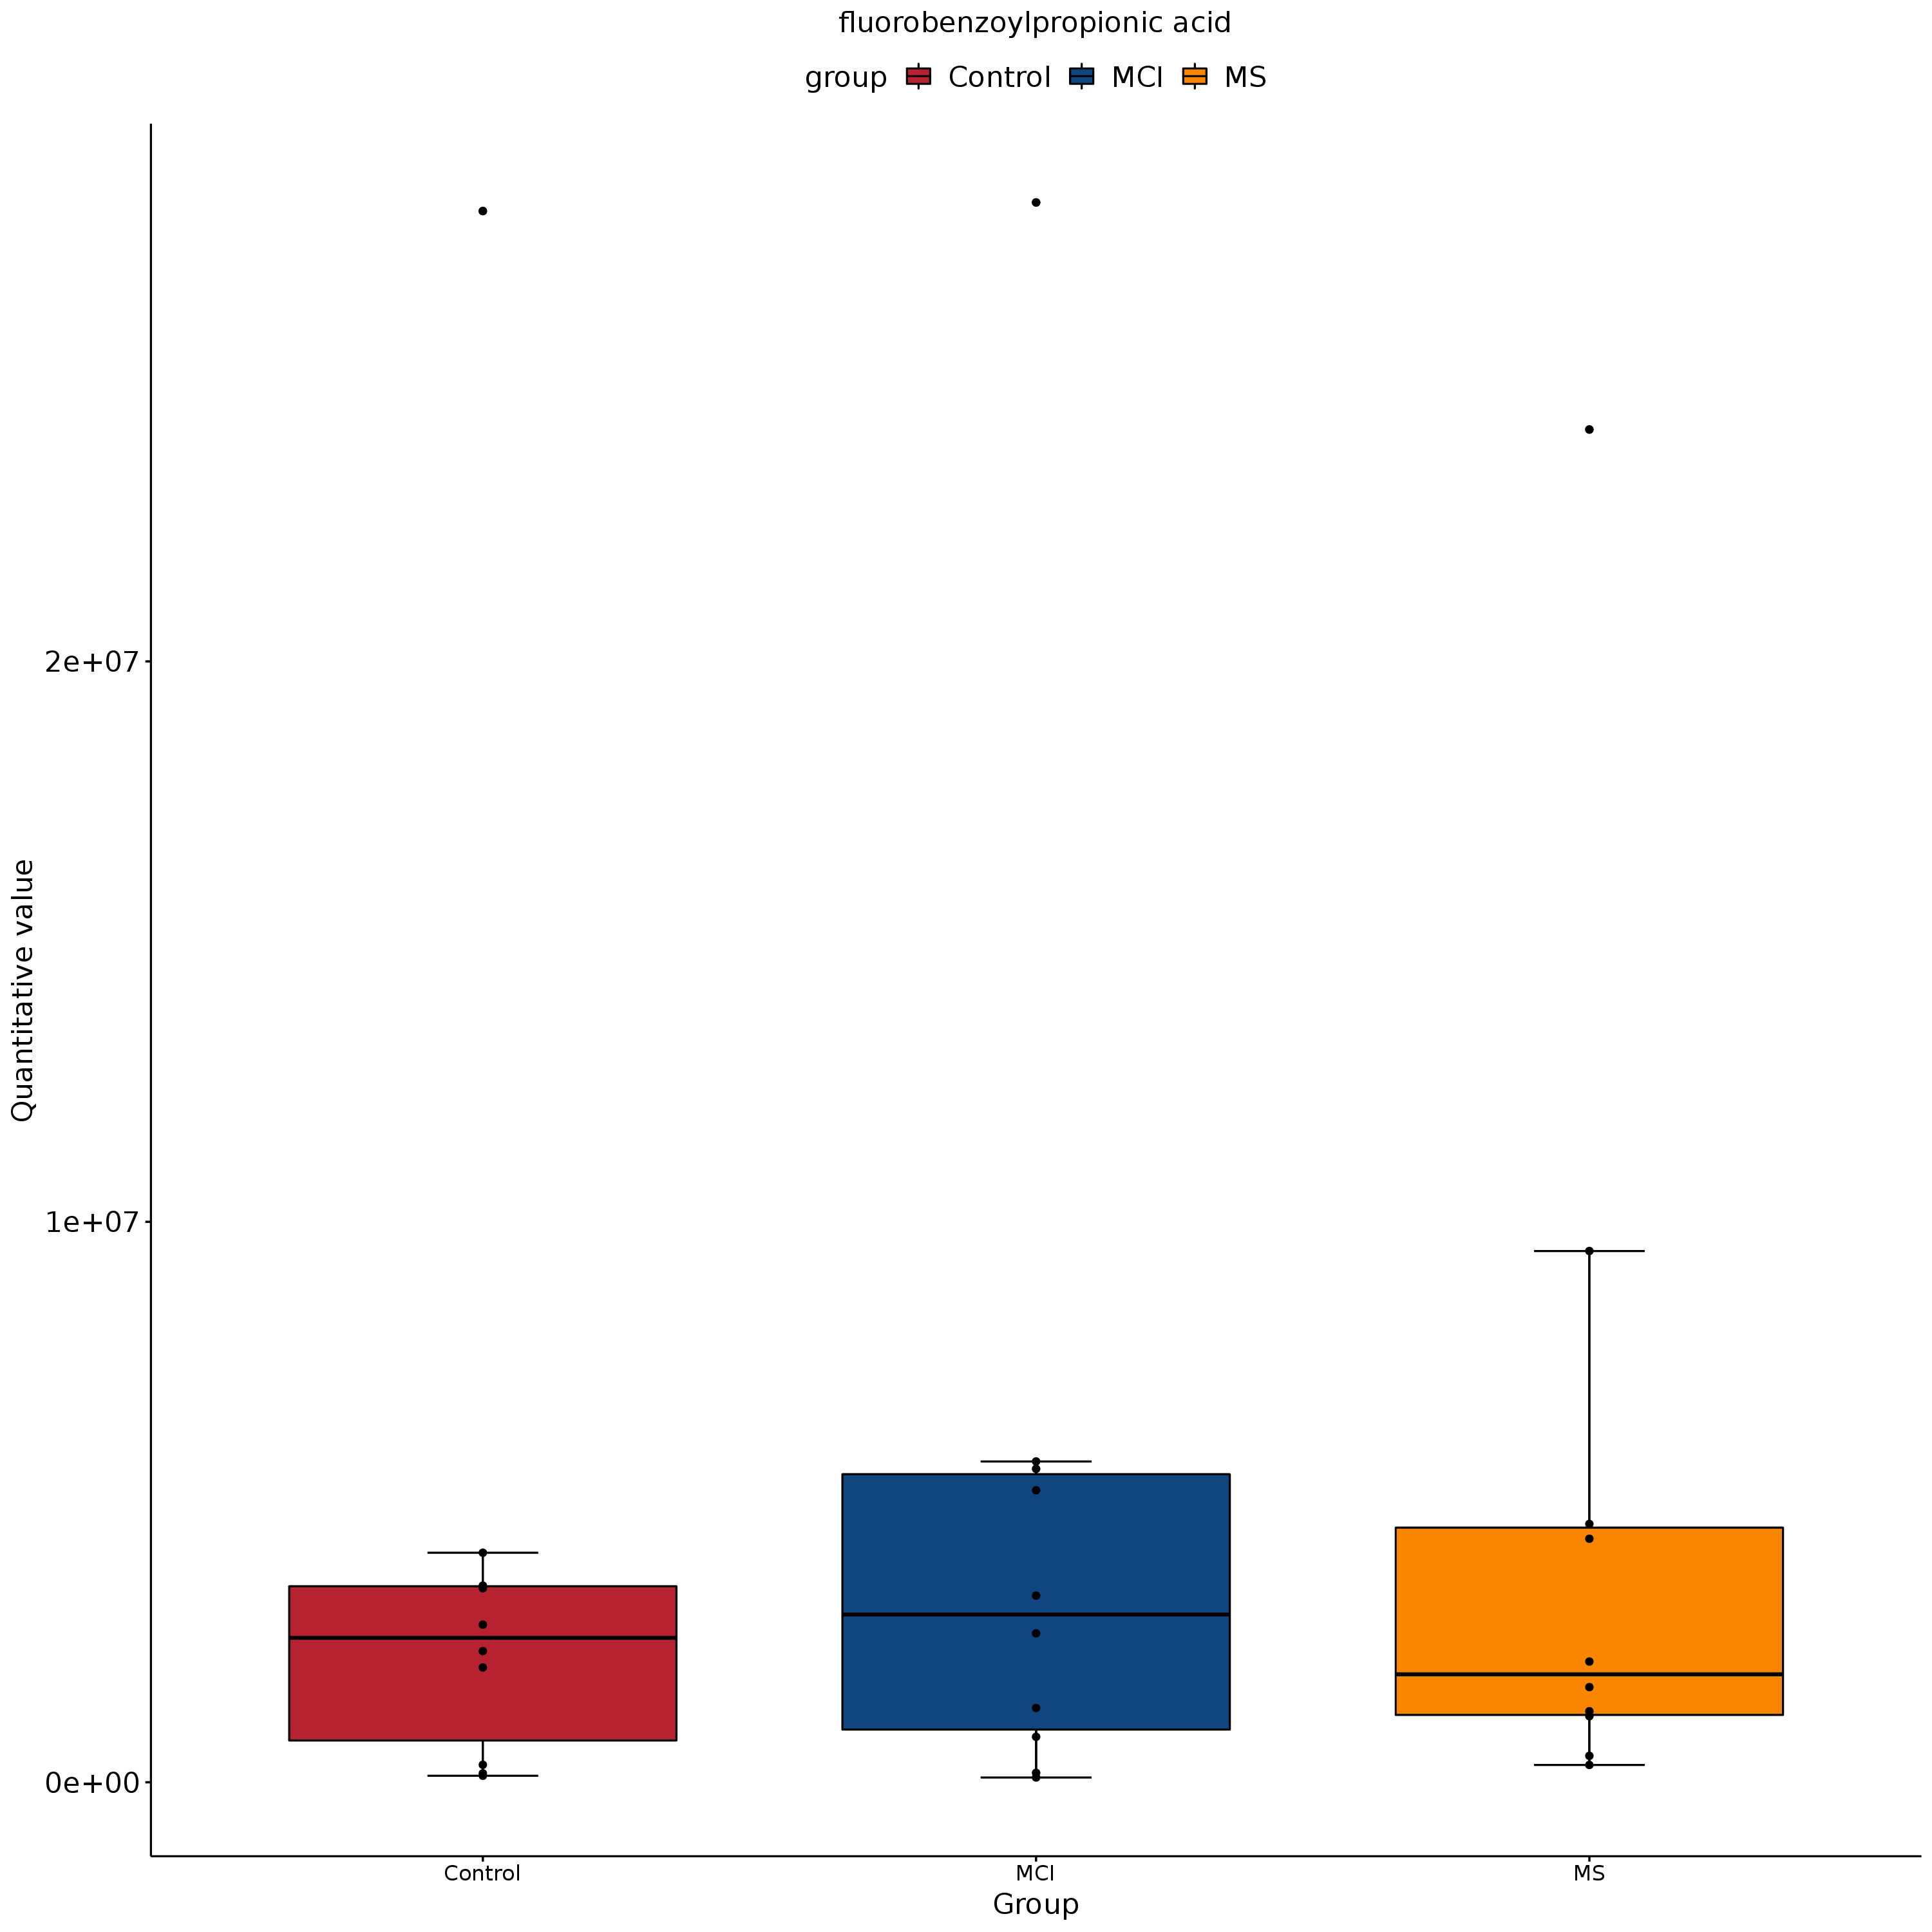 fluorobenzoylpropionic acid
group Control MCI MS
Quantitative value
2e+07
1e+07
0e+00
Control MCI MS
Group